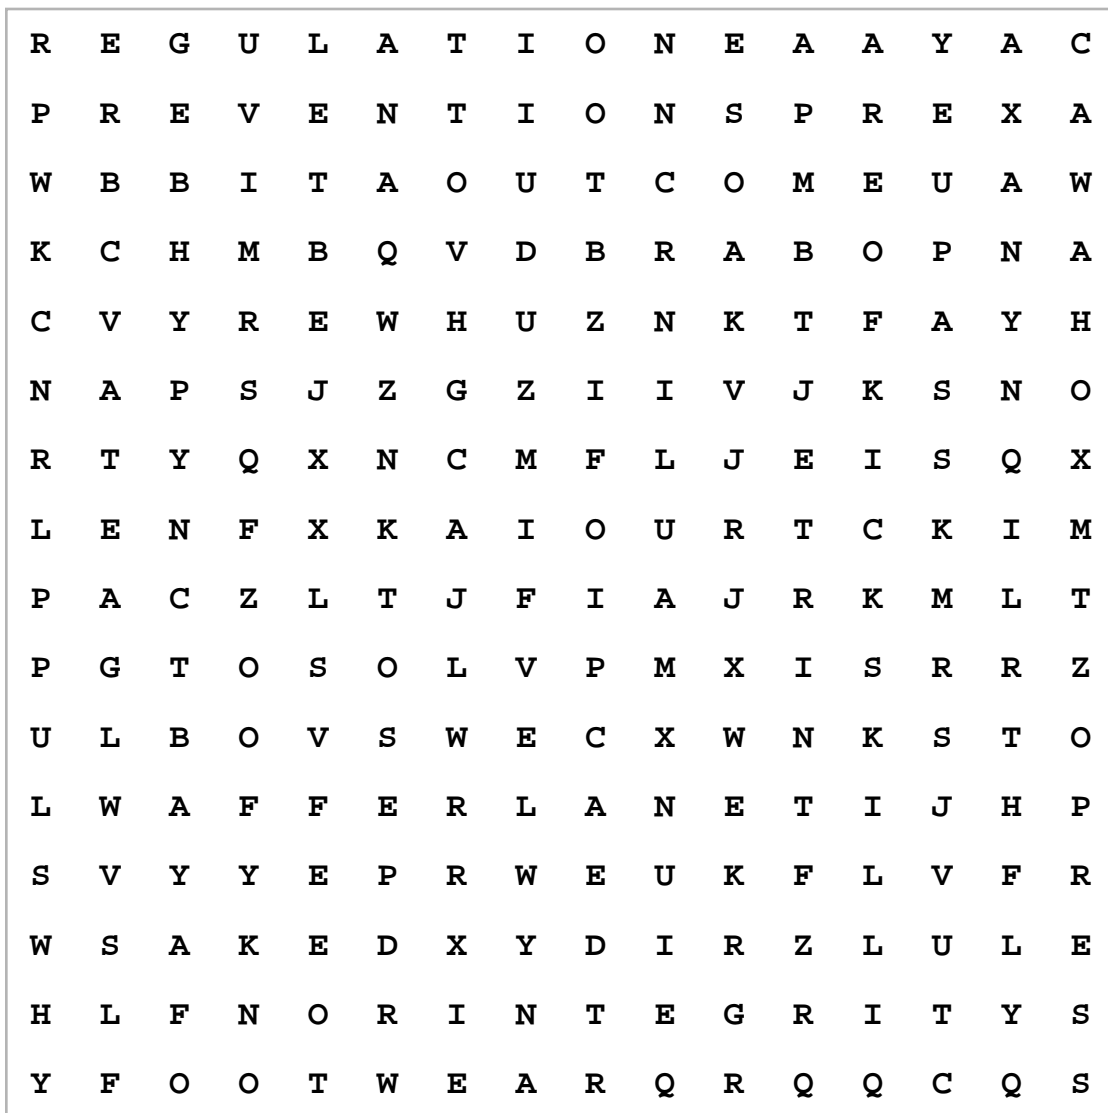 R E G U L A T I O N E A A Y A C
P R E V E N T I O N S P R E X A
W B B I T A O U T C O M E U A W
K C H M B Q V D B R A B O P N A
C V Y R E W H U Z N K T F A Y H
N A P S J Z G Z I I V J K S N O
R T Y Q X N C M F L J E I S Q X
L E N F X K A I O U R T C K I M
P A C Z L T J F I A J R K M L T
P G T O S O L V P M X I S R R Z
U L B O V S W E C X W N K S T O
L W A F F E R L A N E T I J H P
S V Y Y E P R W E U K F L V F R
W S A K E D X Y D I R Z L U L E
H L F N O R I N T E G R I T Y S
Y F O O T W E A R Q R Q Q C Q S